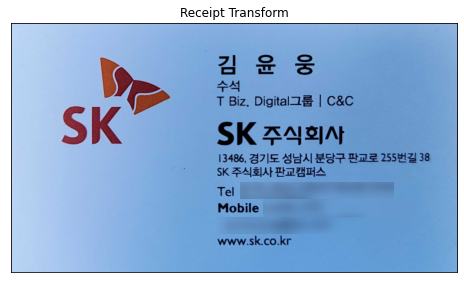 Receipt Transform
SK
김 윤 웅
수석
T Biz. Digital그룹 | C&C
SK 주식회사
13486, 경기도 성남시 분당구 판교로 255번길 38
SK 주식회사 판교캠퍼스
Tel
Mobile
www.sk.co.kr